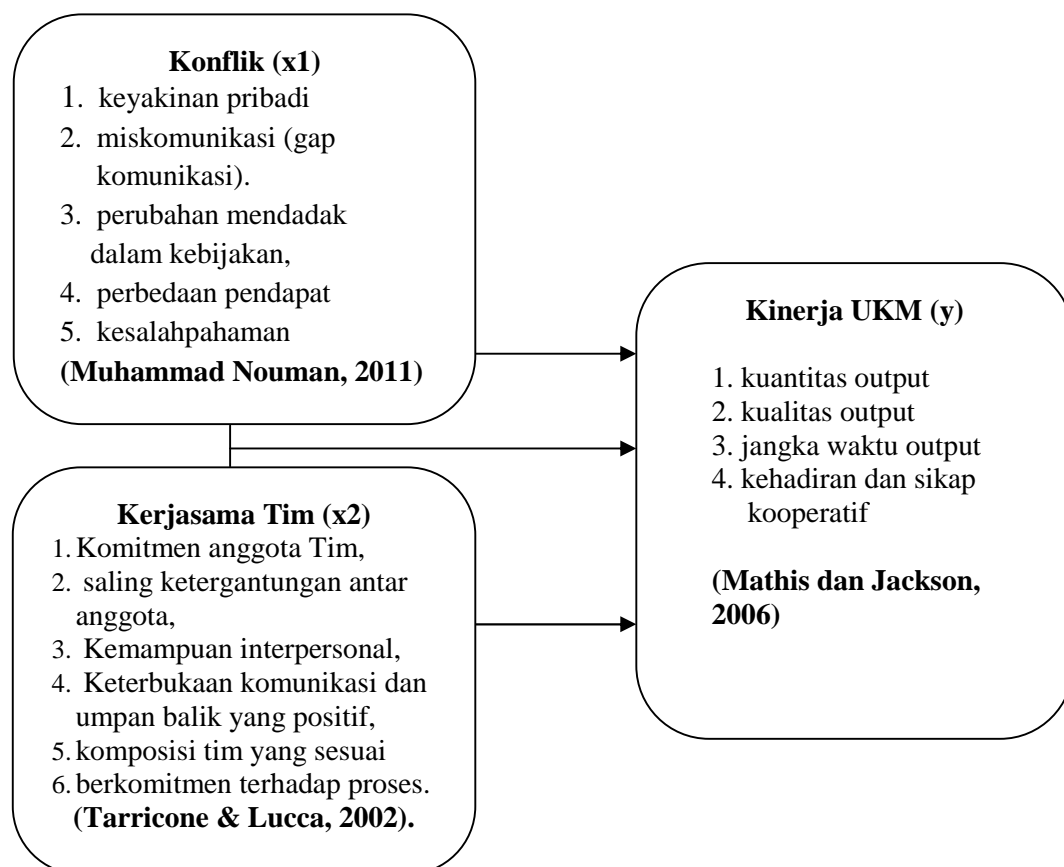 Konflik (x1)
1. keyakinan pribadi
2. miskomunikasi (gap
komunikasi).
3. perubahan mendadak
dalam kebijakan,
4. perbedaan pendapat
5. kesalahpahaman
(Muhammad Nouman, 2011)
Kerjasama Tim (x2)
1. Komitmen anggota Tim,
2. saling ketergantungan antar
anggota,
3. Kemampuan interpersonal,
4. Keterbukaan komunikasi dan
umpan balik yang positif,
5. komposisi tim yang sesuai
6. berkomitmen terhadap proses.
(Tarricone & Lucca, 2002).
Kinerja UKM (y)
1. kuantitas output
2. kualitas output
3. jangka waktu output
4. kehadiran dan sikap
kooperatif
(Mathis dan Jackson,
2006)